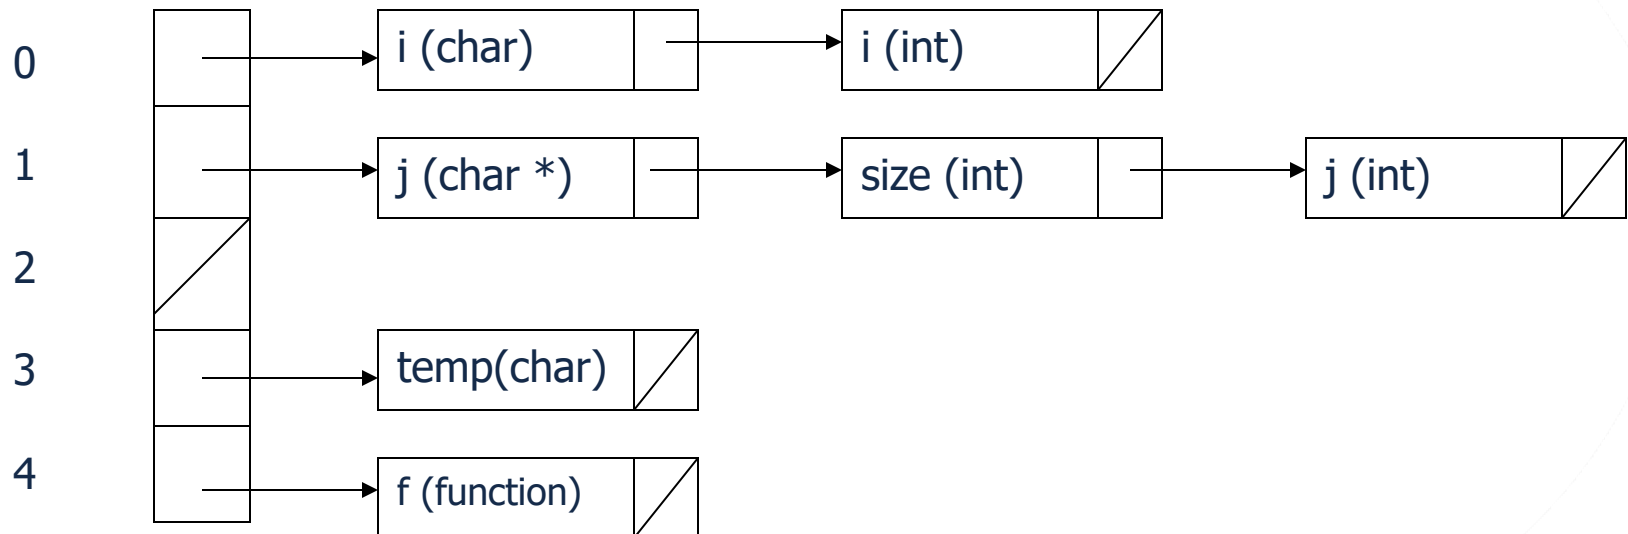 0 i (char) i (int)
1 j (char *) size (int) j (int)
2
3 temp(char)
4 f (function)